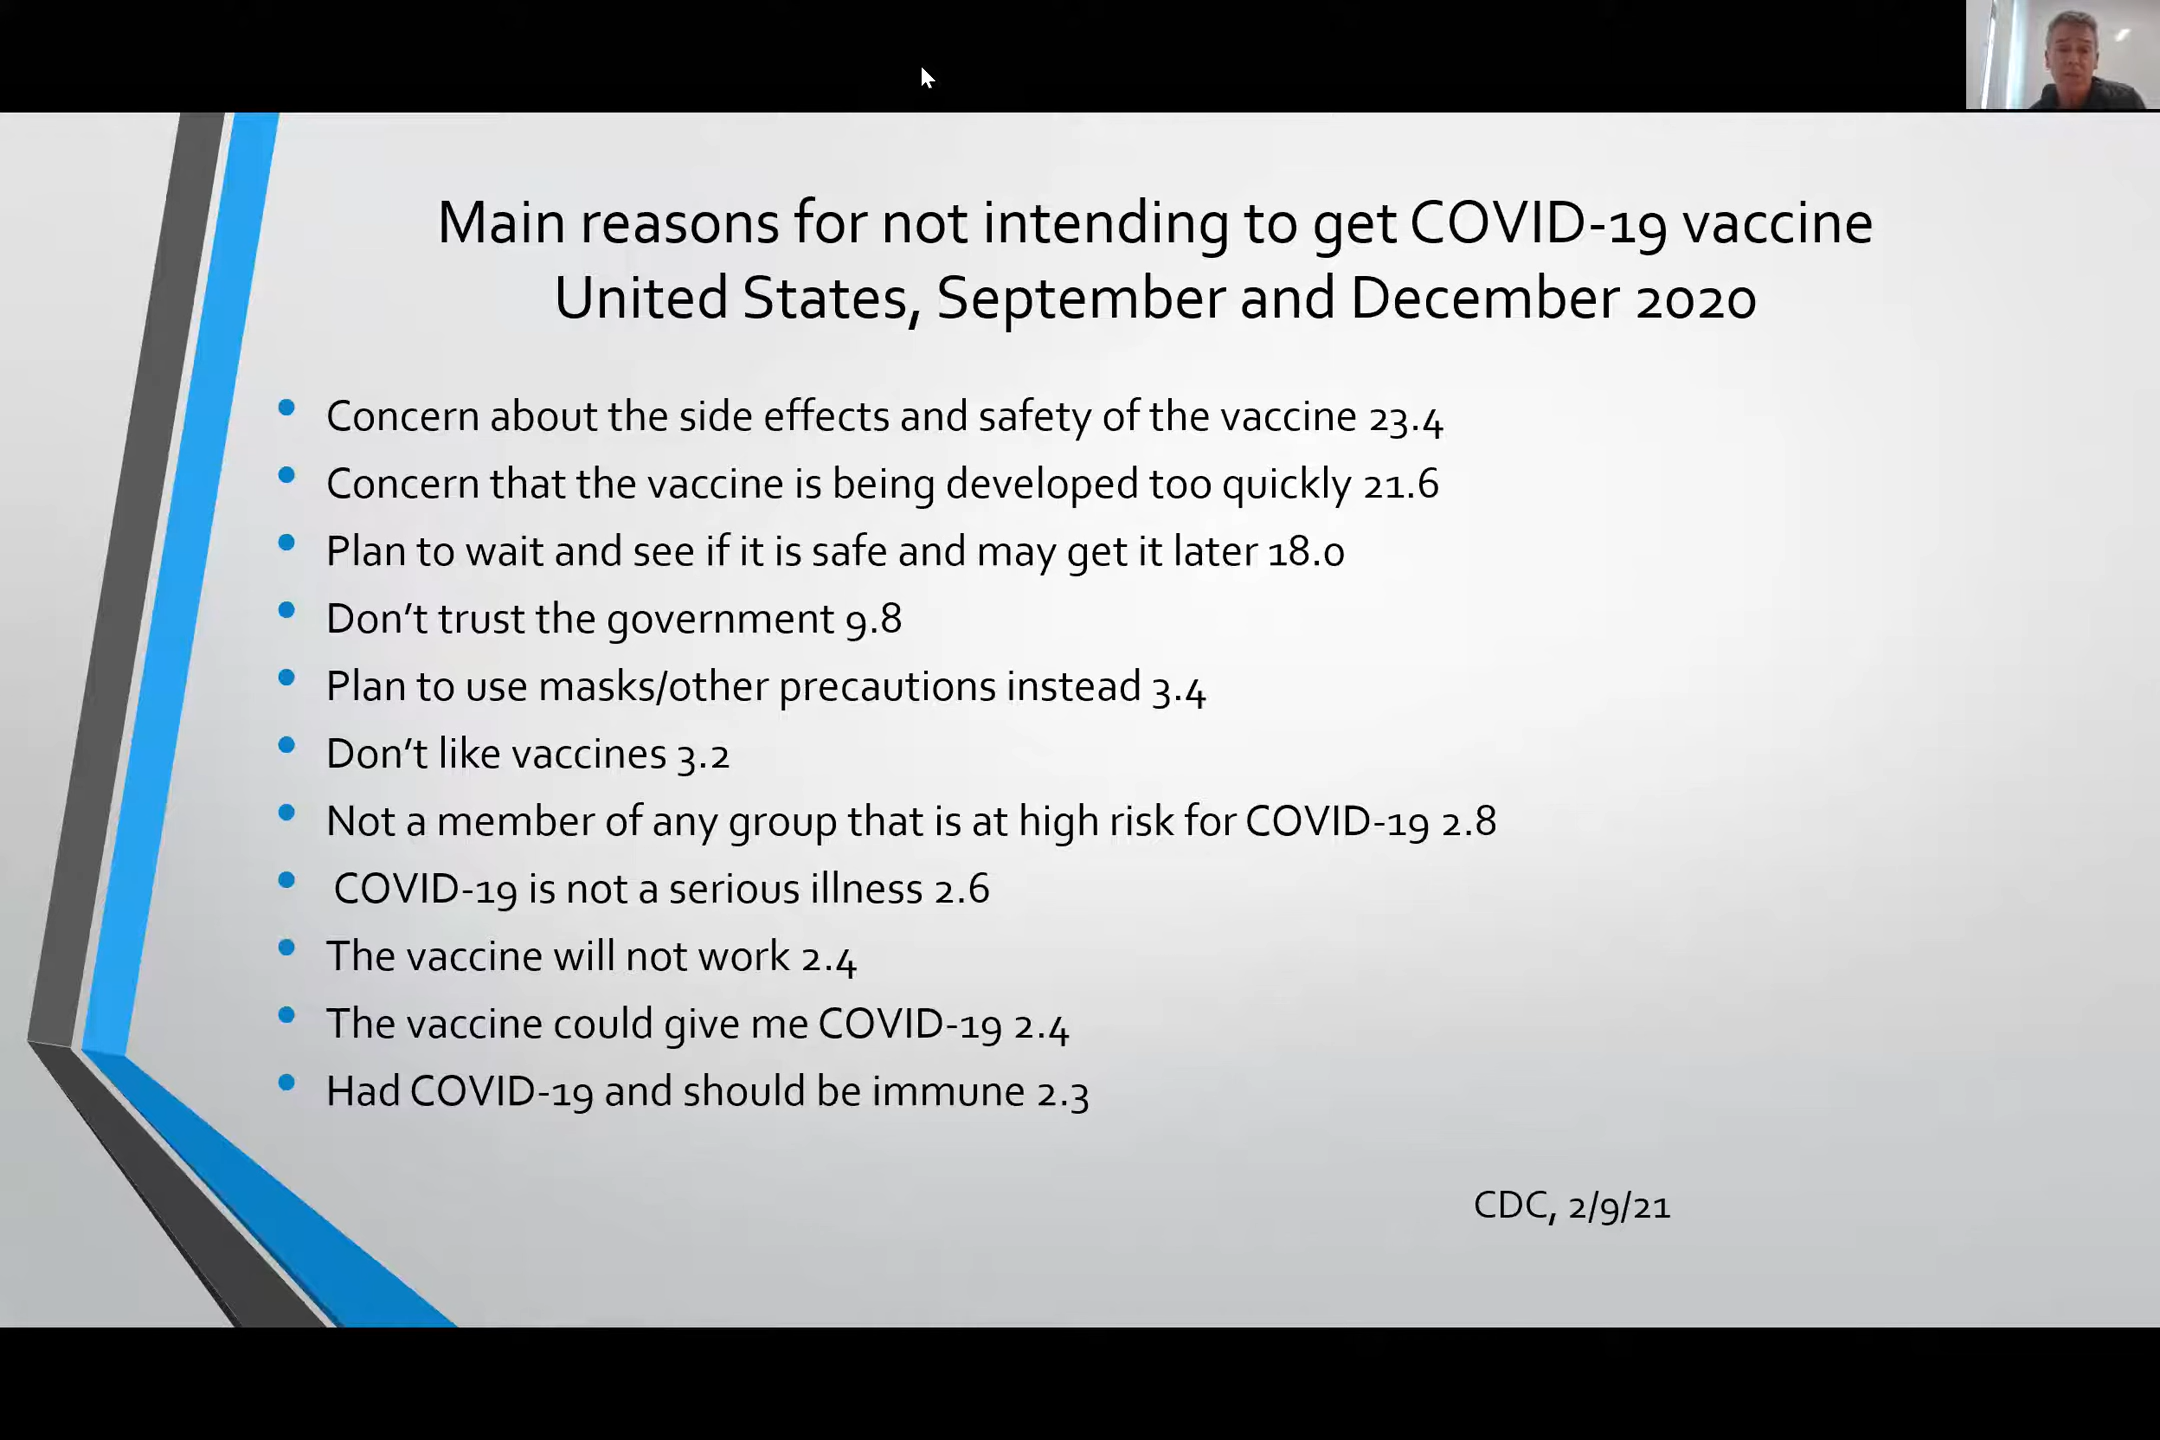 Main reasons for not intending to get COVID-19 vaccine
United States, September and December 2020
• Concern about the side effects and safety of the vaccine 23.4
• Concern that the vaccine is being developed too quickly 21.6
• Plan to wait and see if it is safe and may get it later 18.0
• Don’t trust the government 9.8
• Plan to use masks/other precautions instead 3.4
• Don’t like vaccines 3.2
• Not a member of any group that is at high risk for COVID-19 2.8
• COVID-19 is not a serious illness 2.6
• The vaccine will not work 2.4
• The vaccine could give me COVID-19 2.4
• Had COVID-19 and should be immune 2.3
CDC, 2/9/21